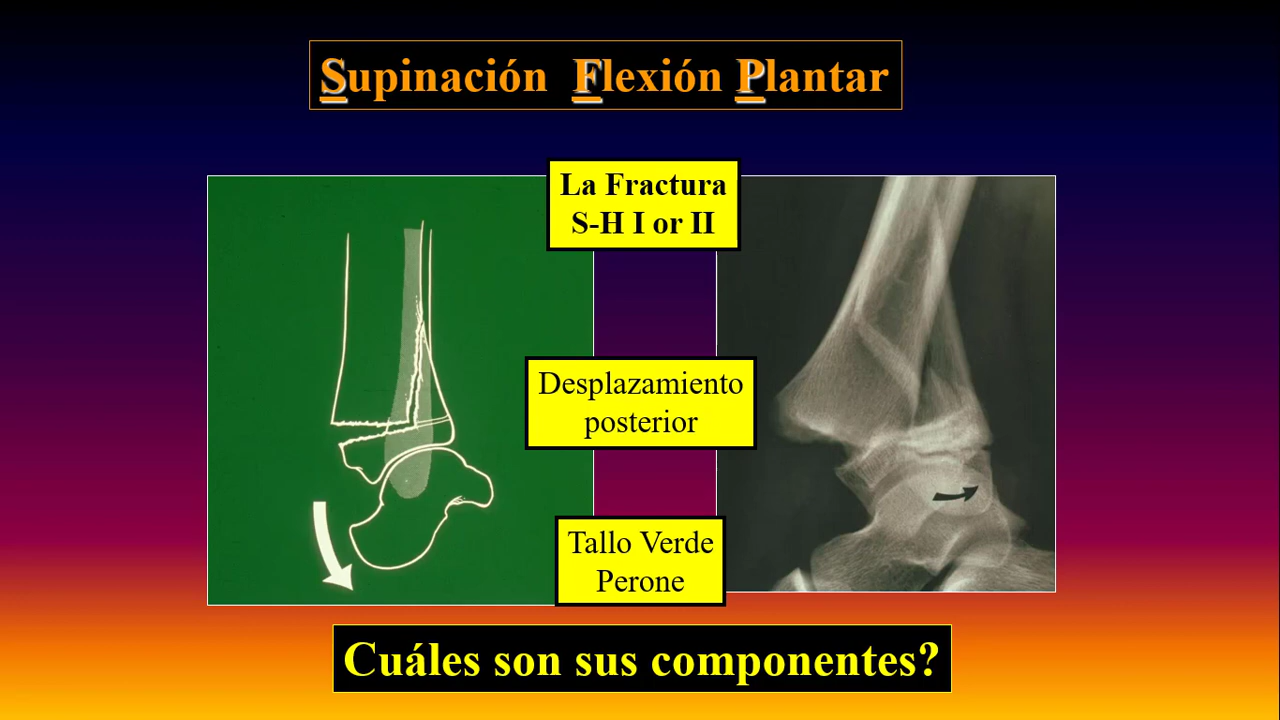 Supinación Flexión Plantar
La Fractura
S-H I or II
Desplazamiento
posterior
Tallo Verde
Perone
Cuáles son sus componentes?